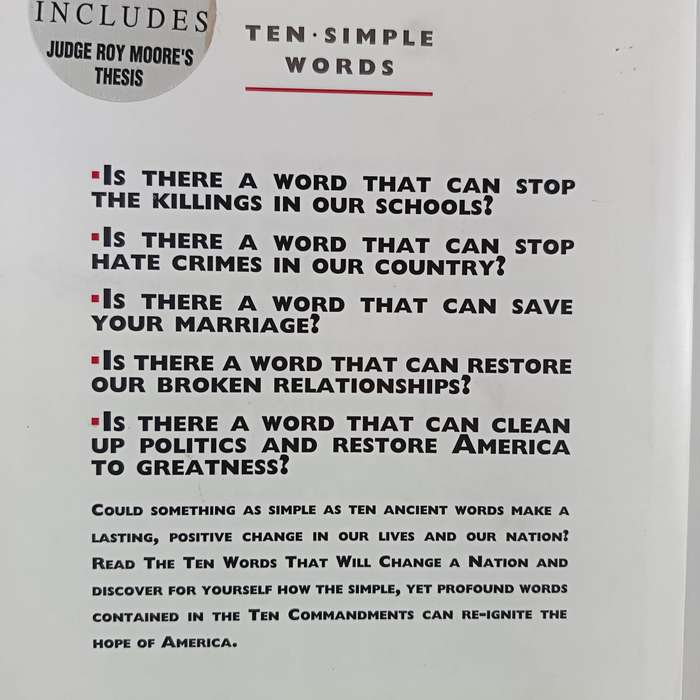 INCLUDES
JUDGE ROY MOORE'S
THESIS
TEN·SIMPLE
WORDS
▪IS THERE A WORD THAT CAN STOP
THE KILLINGS IN OUR SCHOOLS?
▪IS THERE A WORD THAT CAN STOP
HATE CRIMES IN OUR COUNTRY?
▪IS THERE A WORD THAT CAN SAVE
YOUR MARRIAGE?
▪IS THERE A WORD THAT CAN RESTORE
OUR BROKEN RELATIONSHIPS?
▪IS THERE A WORD THAT CAN CLEAN
UP POLITICS AND RESTORE AMERICA
TO GREATNESS?
COULD SOMETHING AS SIMPLE AS TEN ANCIENT WORDS MAKE A
LASTING, POSITIVE CHANGE IN OUR LIVES AND OUR NATION?
READ THE TEN WORDS THAT WILL CHANGE A NATION AND
DISCOVER FOR YOURSELF HOW THE SIMPLE, YET PROFOUND WORDS
CONTAINED IN THE TEN COMMANDMENTS CAN RE-IGNITE THE
HOPE OF AMERICA.